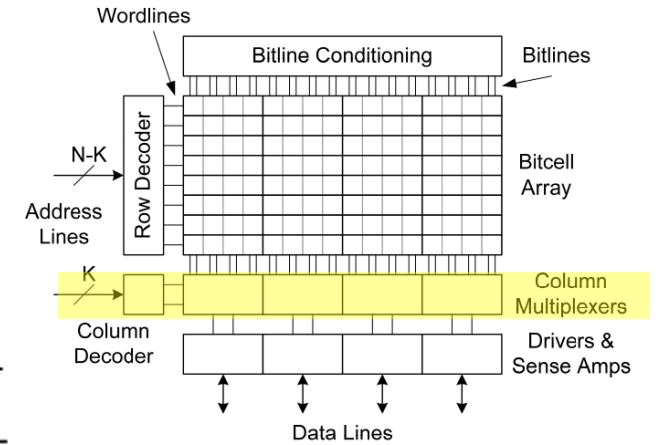 Wordlines
Bitline Conditioning
Bitlines
Row Decoder
N-K
Address
Lines
Bitcell
Array
K
Column
Multiplexers
Column
Decoder
Drivers &
Sense Amps
Data Lines